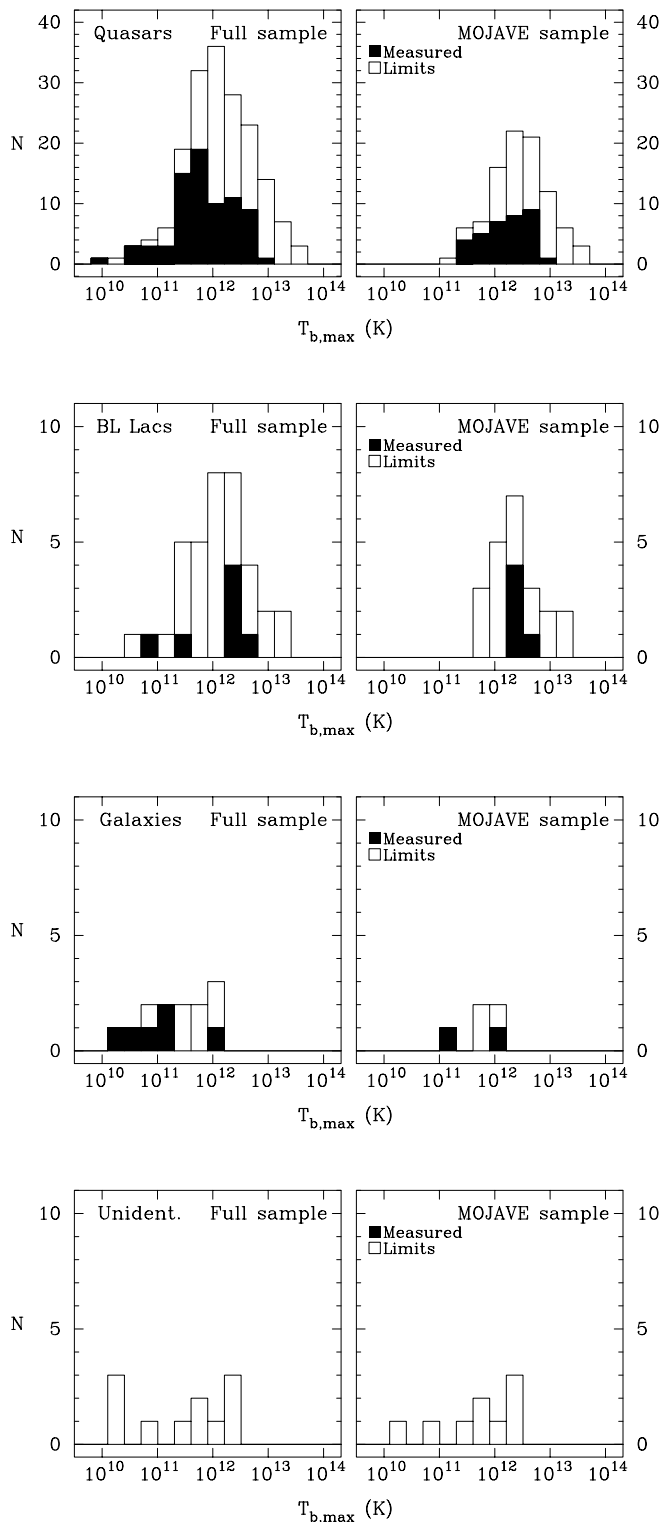 Quasars Full sample
MOJAVE sample
Measured
Limits
40
30
20
10
0
N
40
30
20
10
0
10^10 10^11 10^12 10^13 10^14
10^10 10^11 10^12 10^13 10^14
T_b,max (K)
BL Lacs Full sample
MOJAVE sample
Measured
Limits
10
5
0
N
10
5
0
10^10 10^11 10^12 10^13 10^14
10^10 10^11 10^12 10^13 10^14
T_b,max (K)
Galaxies Full sample
MOJAVE sample
Measured
Limits
10
5
0
N
10
5
0
10^10 10^11 10^12 10^13 10^14
10^10 10^11 10^12 10^13 10^14
T_b,max (K)
Unident. Full sample
MOJAVE sample
Measured
Limits
10
5
0
N
10
5
0
10^10 10^11 10^12 10^13 10^14
10^10 10^11 10^12 10^13 10^14
T_b,max (K)